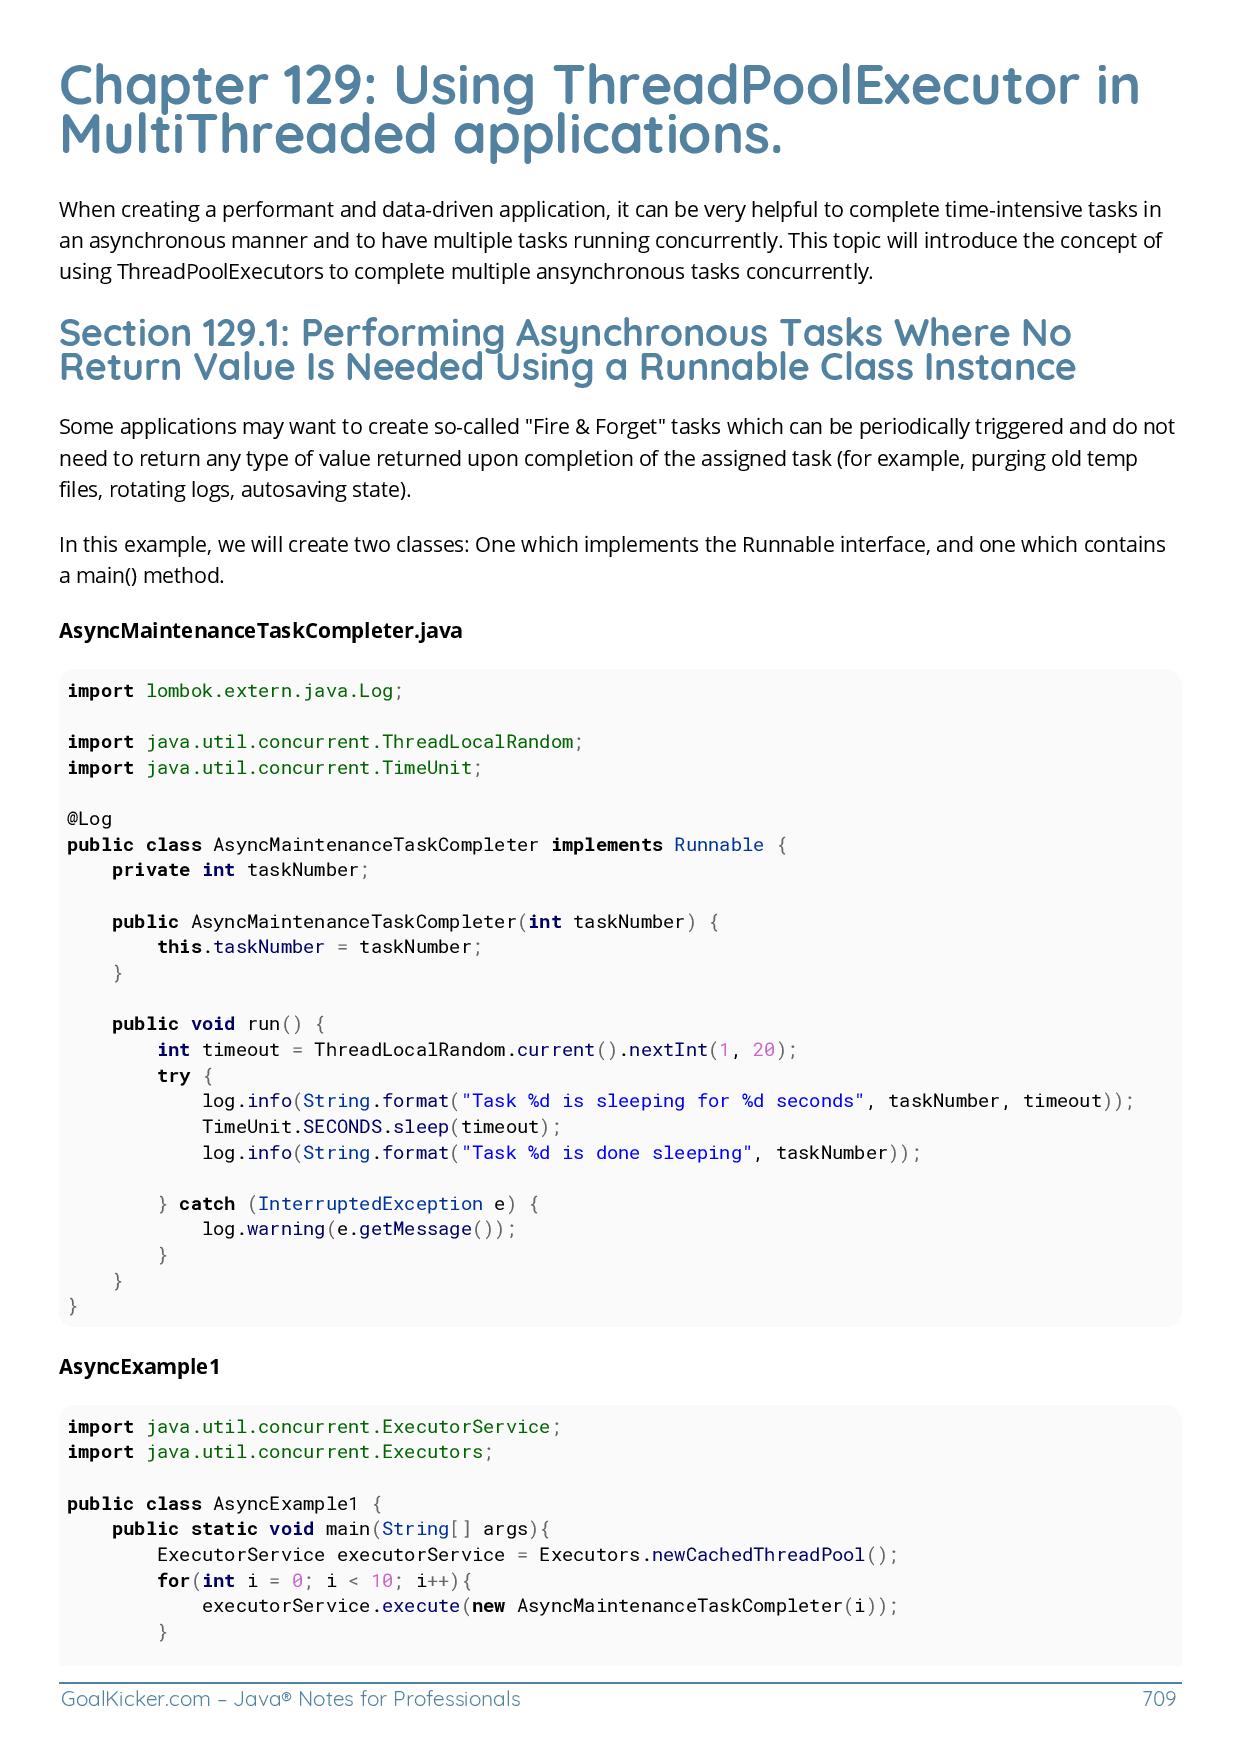 Chapter 129: Using ThreadPoolExecutor in
MultiThreaded applications.
When creating a performant and data-driven application, it can be very helpful to complete time-intensive tasks in
an asynchronous manner and to have multiple tasks running concurrently. This topic will introduce the concept of
using ThreadPoolExecutors to complete multiple ansynchronous tasks concurrently.
Section 129.1: Performing Asynchronous Tasks Where No
Return Value Is Needed Using a Runnable Class Instance
Some applications may want to create so-called "Fire & Forget" tasks which can be periodically triggered and do not
need to return any type of value returned upon completion of the assigned task (for example, purging old temp
files, rotating logs, autosaving state).
In this example, we will create two classes: One which implements the Runnable interface, and one which contains
a main() method.
AsyncMaintenanceTaskCompleter.java
import lombok.extern.java.Log;
import java.util.concurrent.ThreadLocalRandom;
import java.util.concurrent.TimeUnit;
@Log
public class AsyncMaintenanceTaskCompleter implements Runnable {
    private int taskNumber;
    public AsyncMaintenanceTaskCompleter(int taskNumber) {
        this.taskNumber = taskNumber;
    }
    public void run() {
        int timeout = ThreadLocalRandom.current().nextInt(1, 20);
        try {
            log.info(String.format("Task %d is sleeping for %d seconds", taskNumber, timeout));
            TimeUnit.SECONDS.sleep(timeout);
            log.info(String.format("Task %d is done sleeping", taskNumber));
        } catch (InterruptedException e) {
            log.warning(e.getMessage());
        }
    }
}
AsyncExample1
import java.util.concurrent.ExecutorService;
import java.util.concurrent.Executors;
public class AsyncExample1 {
    public static void main(String[] args){
        ExecutorService executorService = Executors.newCachedThreadPool();
        for(int i = 0; i < 10; i++){
            executorService.execute(new AsyncMaintenanceTaskCompleter(i));
        }
GoalKicker.com – Java® Notes for Professionals 709